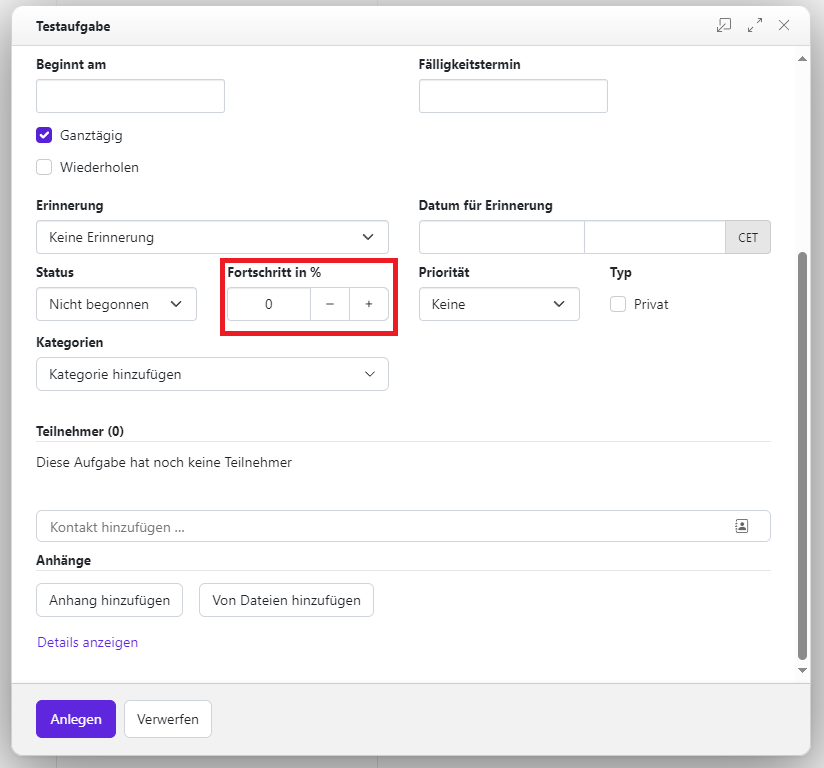 Testaufgabe
Beginnt am
Fälligkeitstermin
Ganztägig
Wiederholen
Erinnerung
Datum für Erinnerung
Keine Erinnerung
CET
Status
Fortschritt in %
Priorität
Typ
Nicht begonnen
0
−
+
Keine
Privat
Kategorien
Kategorie hinzufügen
Teilnehmer (0)
Diese Aufgabe hat noch keine Teilnehmer
Kontakt hinzufügen ...
Anhänge
Anhang hinzufügen
Von Dateien hinzufügen
Details anzeigen
Anlegen
Verwerfen